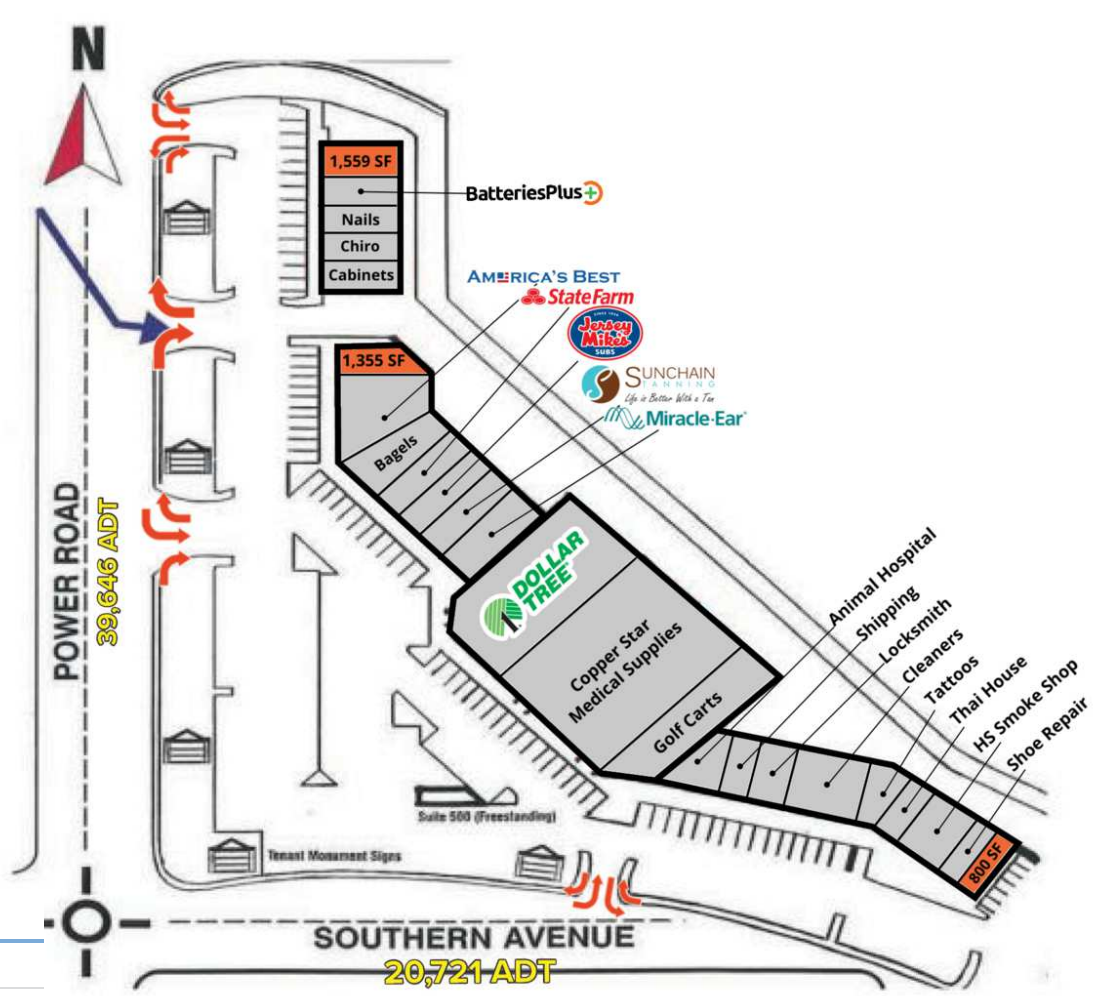 N
1,559 SF
BatteriesPlus+
Nails
Chiro
Cabinets
AMERICA'S BEST
StateFarm
SINCE 1956
Jersey
Mike's
SUBS
1,355 SF
SUNCHAIN
TANNING
Life is Better With a Tan
Miracle-Ear®
Bagels
DOLLAR
TREE
1
Copper Star
Medical Supplies
Golf Carts
Animal Hospital
Shipping
Locksmith
Cleaners
Tattoos
Thai House
HS Smoke Shop
Shoe Repair
800 SF
POWER ROAD
39,646 ADT
Suite 500 (Freestanding)
Tenant Monument Signs
SOUTHERN AVENUE
20,721 ADT